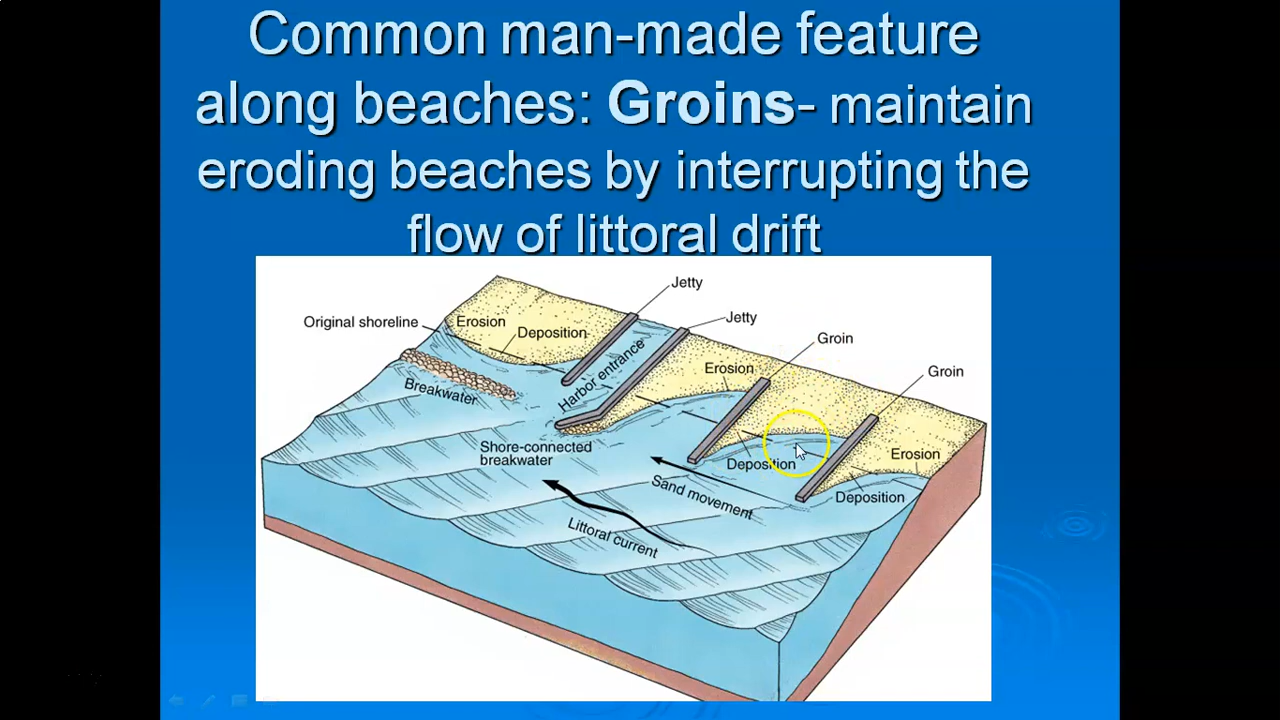 Common man-made feature
along beaches: Groins- maintain
eroding beaches by interrupting the
flow of littoral drift
Jetty
Jetty
Original shoreline
Erosion
Deposition
Groin
Harbor entrance
Erosion
Groin
Breakwater
Shore-connected
breakwater
Deposition
Erosion
Sand movement
Deposition
Littoral current